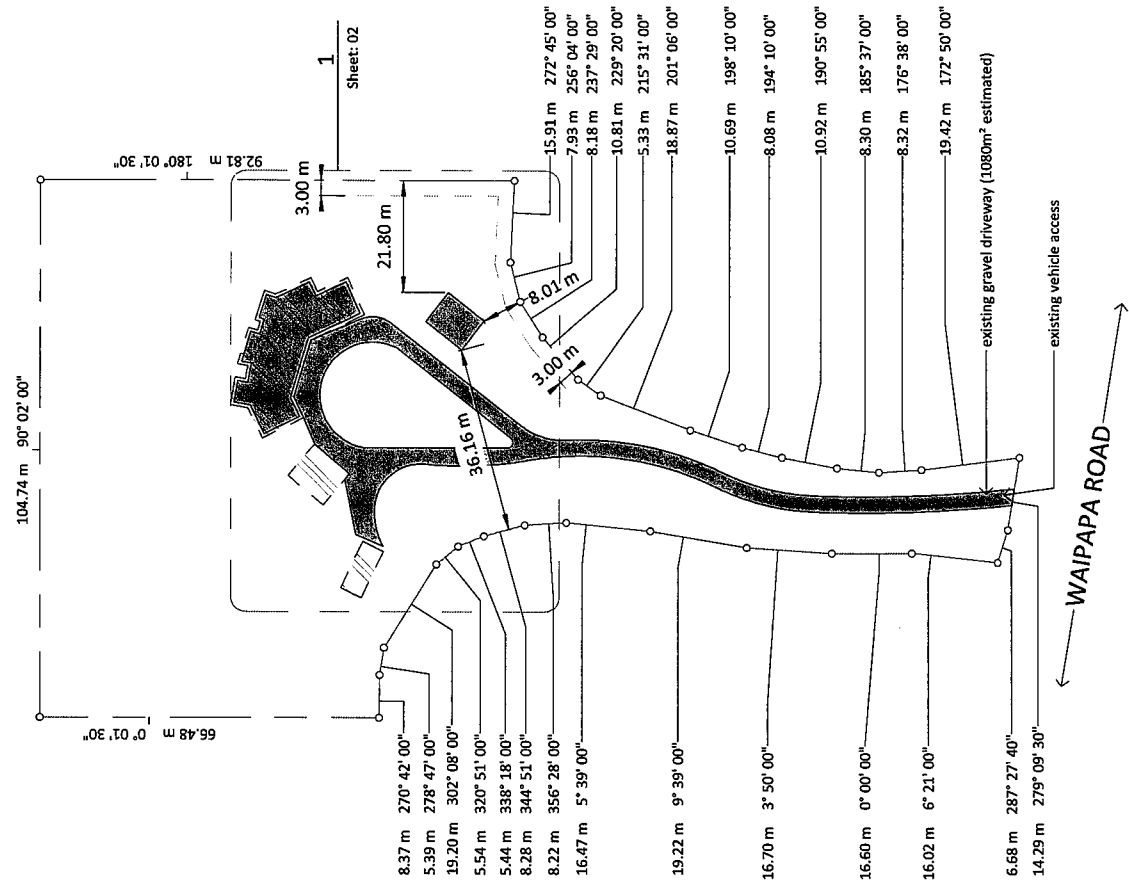 104.74 m 90° 02' 00"
92.81 m 180° 01' 30"
66.48 m 0° 01' 30"
1
Sheet: 02
3.00 m
21.80 m
8.01 m
3.00 m
36.16 m
15.91 m 272° 45' 00"
7.93 m 256° 04' 00"
8.18 m 237° 29' 00"
10.81 m 229° 20' 00"
5.33 m 215° 31' 00"
18.87 m 201° 06' 00"
10.69 m 198° 10' 00"
8.08 m 194° 10' 00"
10.92 m 190° 55' 00"
8.30 m 185° 37' 00"
8.32 m 176° 38' 00"
19.42 m 172° 50' 00"
existing gravel driveway (1080m² estimated)
existing vehicle access
8.37 m 270° 42' 00"
5.39 m 278° 47' 00"
19.20 m 302° 08' 00"
5.54 m 320° 51' 00"
5.44 m 338° 18' 00"
8.28 m 344° 51' 00"
8.22 m 356° 28' 00"
16.47 m 5° 39' 00"
19.22 m 9° 39' 00"
16.70 m 3° 50' 00"
16.60 m 0° 00' 00"
16.02 m 6° 21' 00"
6.68 m 287° 27' 40"
14.29 m 279° 09' 30"
WAIPAPA ROAD